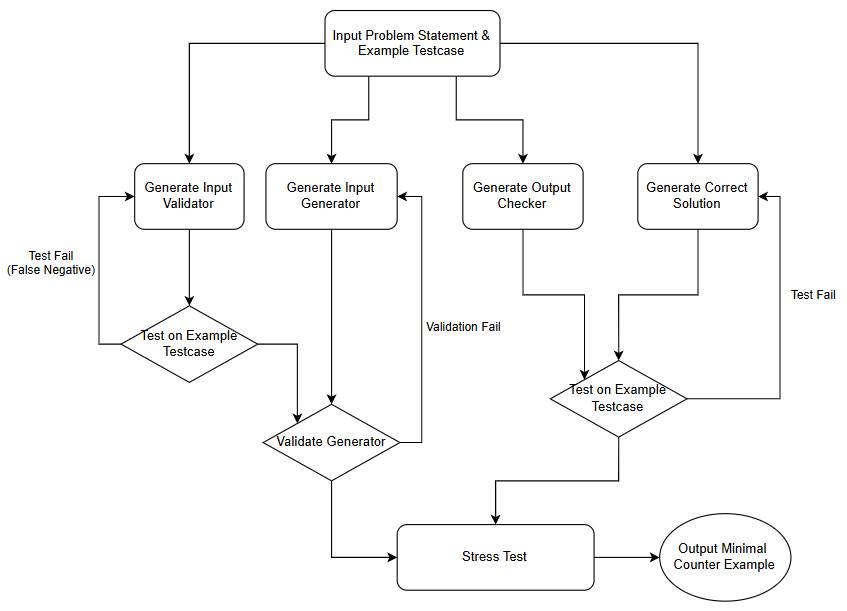 Input Problem Statement &
Example Testcase
Generate Input
Validator
Generate Input
Generator
Generate Output
Checker
Generate Correct
Solution
Test Fail
(False Negative)
Test on Example
Testcase
Validation Fail
Test Fail
Test on Example
Testcase
Validate Generator
Stress Test
Output Minimal
Counter Example